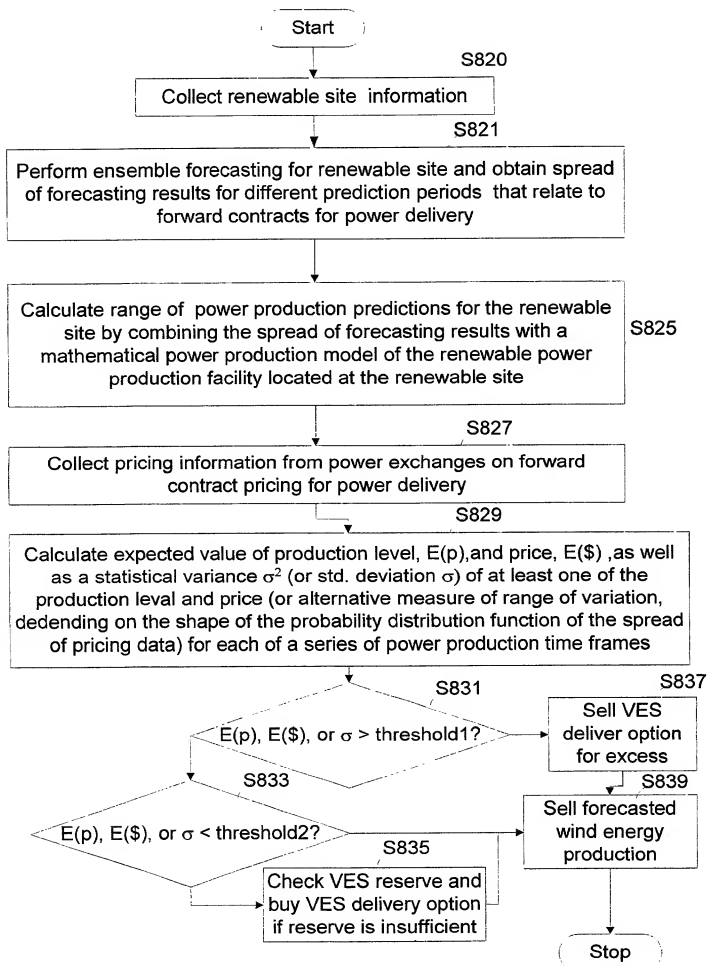 Start
S820
Collect renewable site information
S821
Perform ensemble forecasting for renewable site and obtain spread
of forecasting results for different prediction periods that relate to
forward contracts for power delivery
Calculate range of power production predictions for the renewable
site by combining the spread of forecasting results with a
mathematical power production model of the renewable power
production facility located at the renewable site
S825
S827
Collect pricing information from power exchanges on forward
contract pricing for power delivery
S829
Calculate expected value of production level, E(p),and price, E($) ,as well
as a statistical variance σ² (or std. deviation σ) of at least one of the
production leval and price (or alternative measure of range of variation,
dedending on the shape of the probability distribution function of the spread
of pricing data) for each of a series of power production time frames
S831
E(p), E($), or σ > threshold1?
S837
Sell VES
deliver option
for excess
S833
E(p), E($), or σ < threshold2?
S839
Sell forecasted
wind energy
production
S835
Check VES reserve and
buy VES delivery option
if reserve is insufficient
Stop